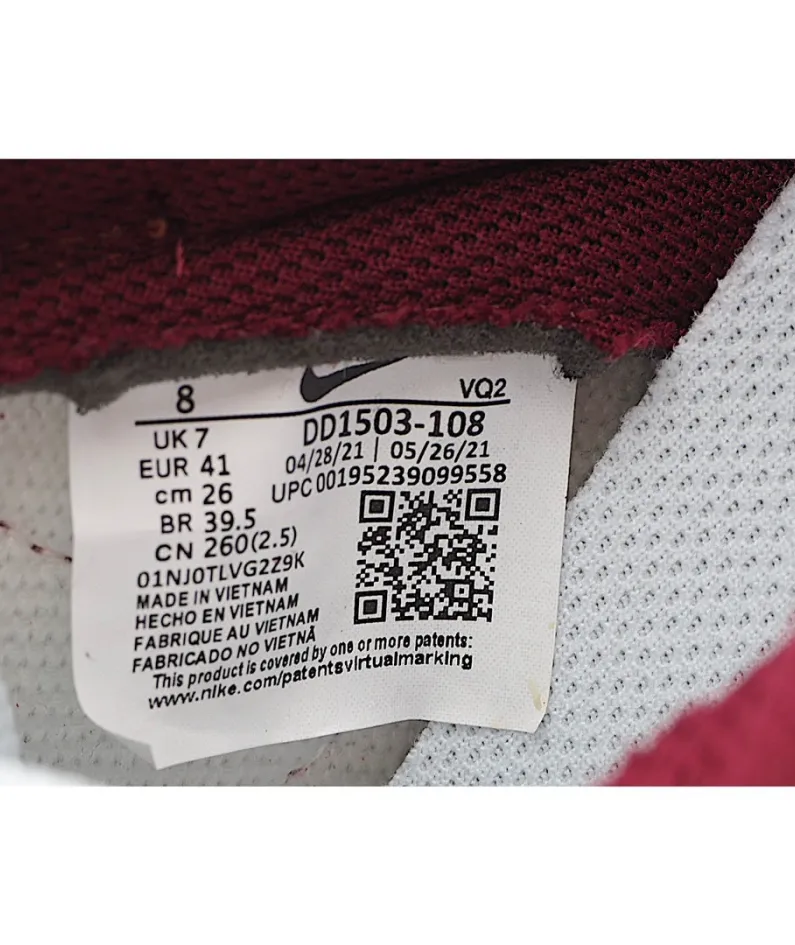 8 VQ2
UK 7 DD1503-108
EUR 41 04/28/21 | 05/26/21
cm 26 UPC 00195239099558
BR 39.5
CN 260(2.5)
01NJ0TLVG2Z9K
MADE IN VIETNAM
HECHO EN VIETNAM
FABRIQUE AU VIETNAM
FABRICADO NO VIETNÃ
This product is covered by one or more patents:
www.nike.com/patentsvirtualmarking